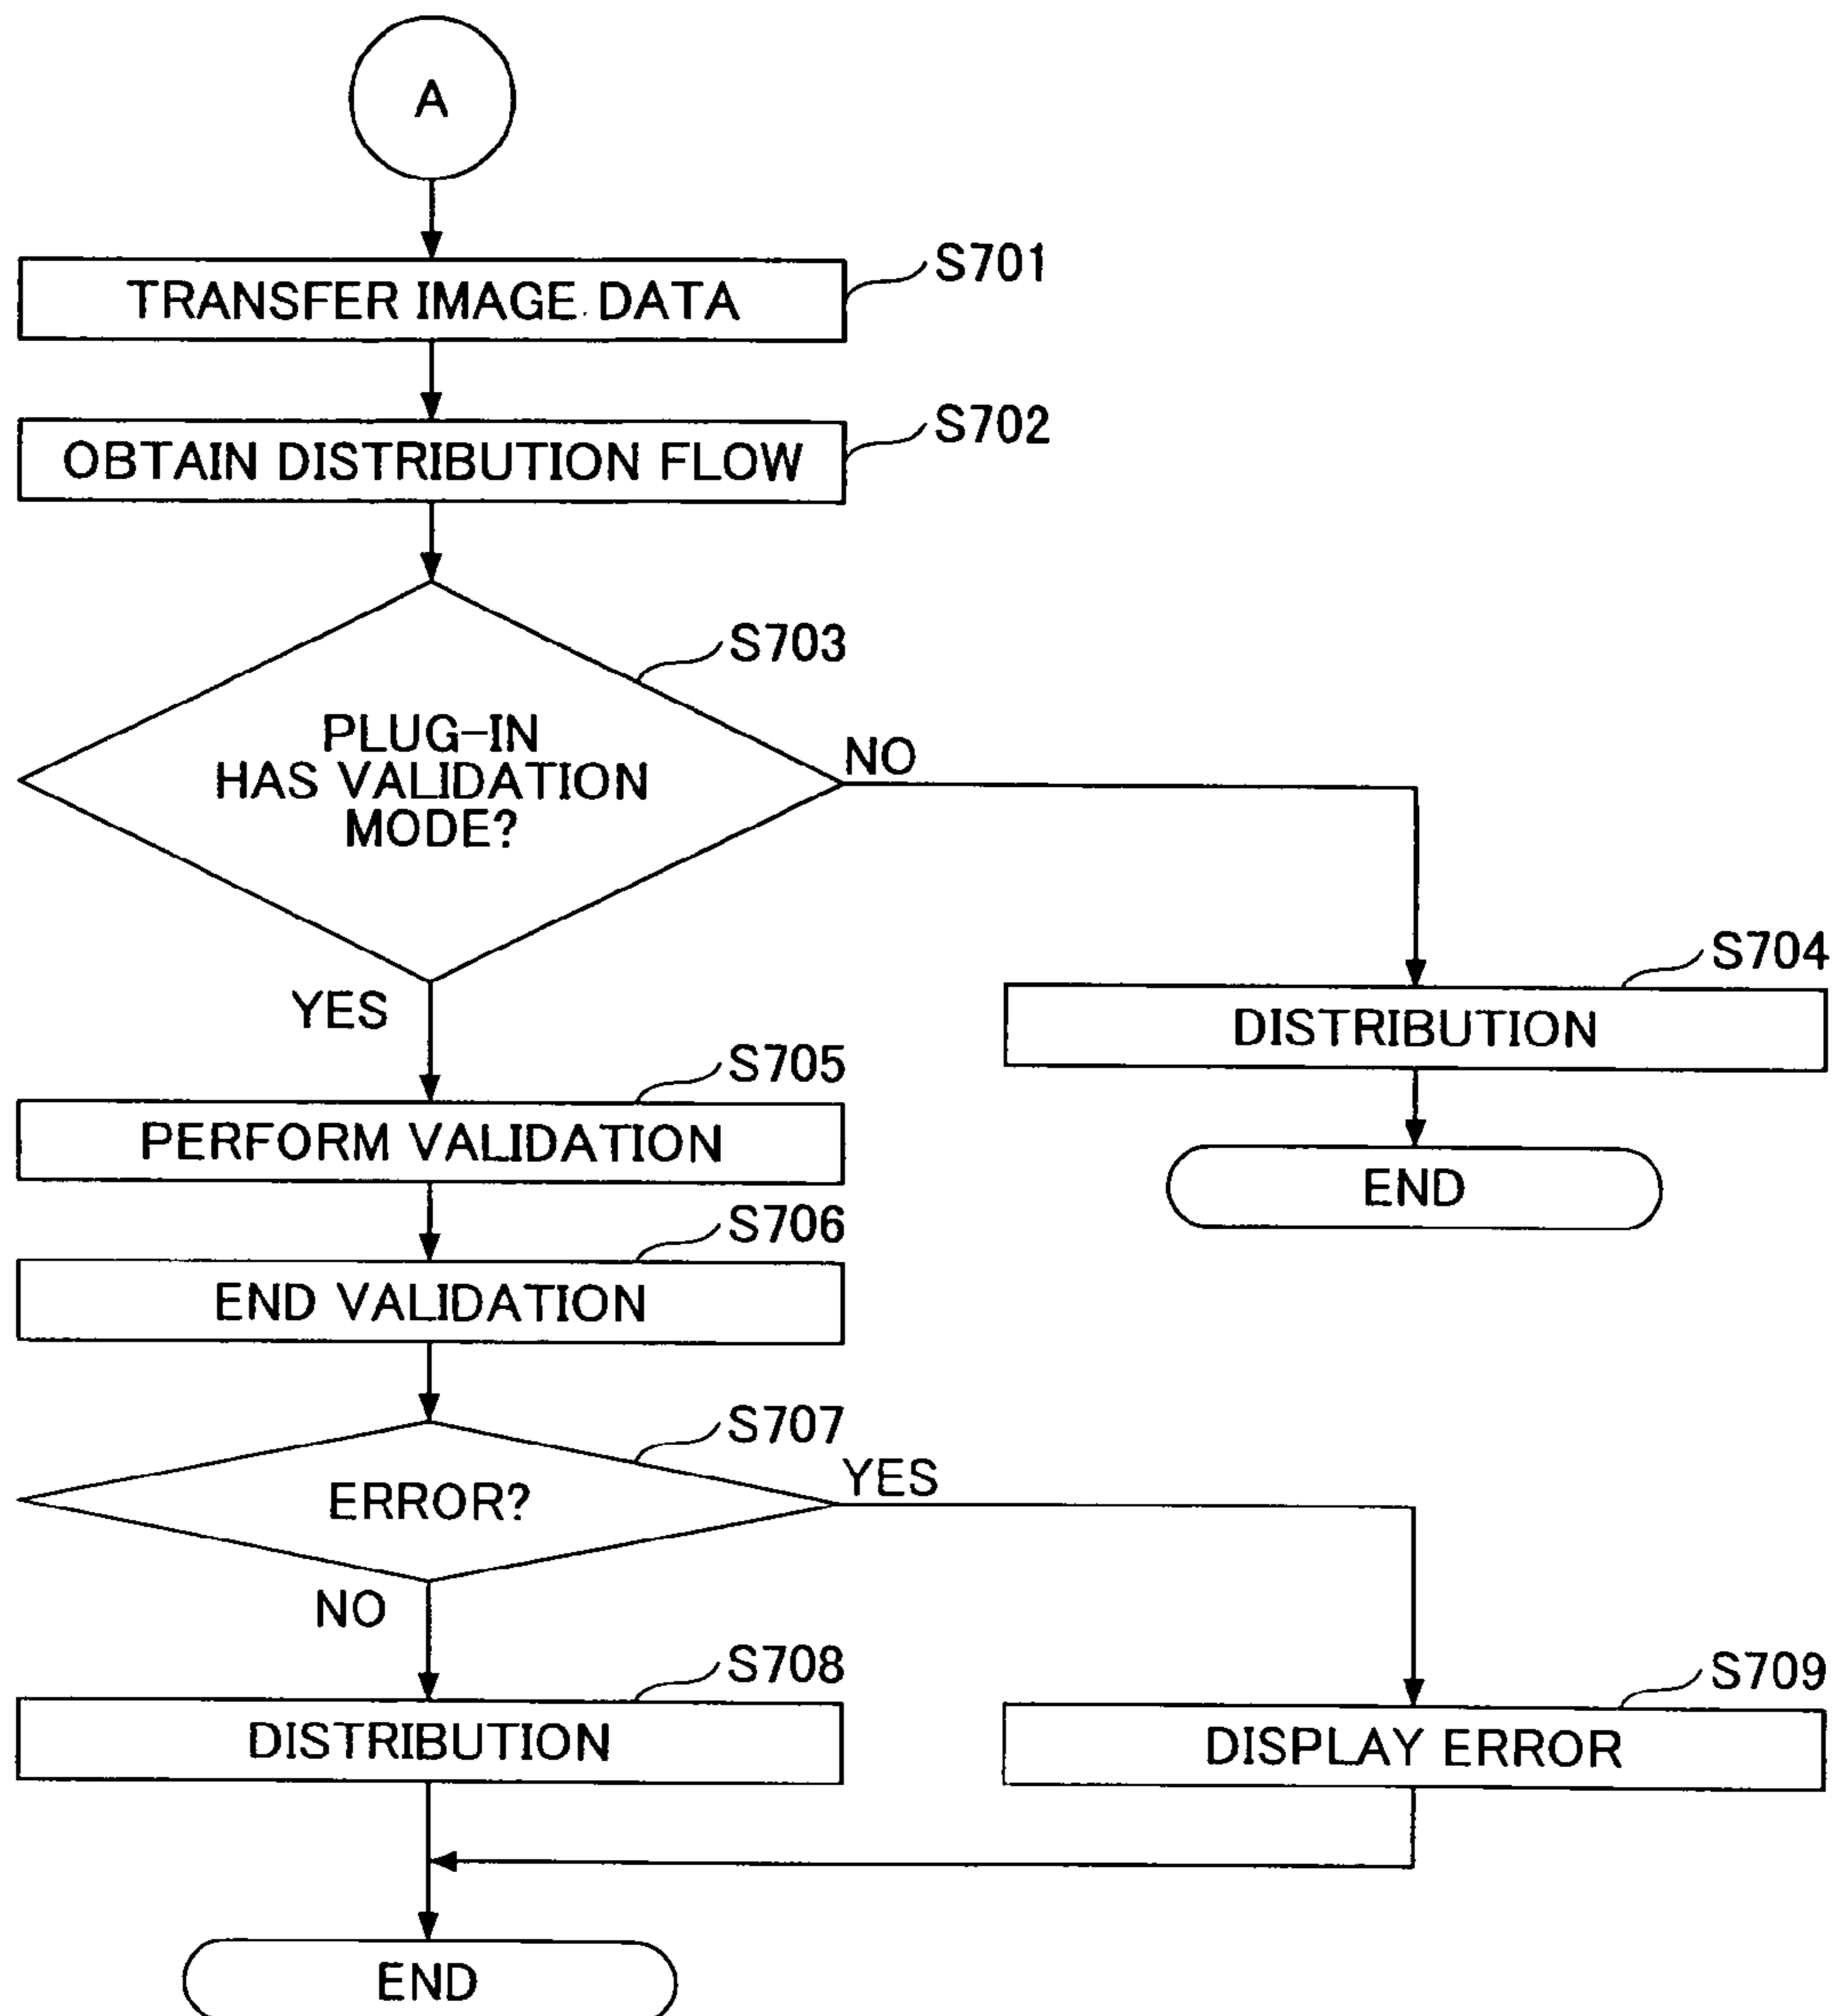 A
S701
TRANSFER IMAGE DATA
S702
OBTAIN DISTRIBUTION FLOW
S703
PLUG-IN
HAS VALIDATION
MODE?
NO
YES
S704
DISTRIBUTION
END
S705
PERFORM VALIDATION
S706
END VALIDATION
S707
ERROR?
YES
NO
S708
DISTRIBUTION
S709
DISPLAY ERROR
END